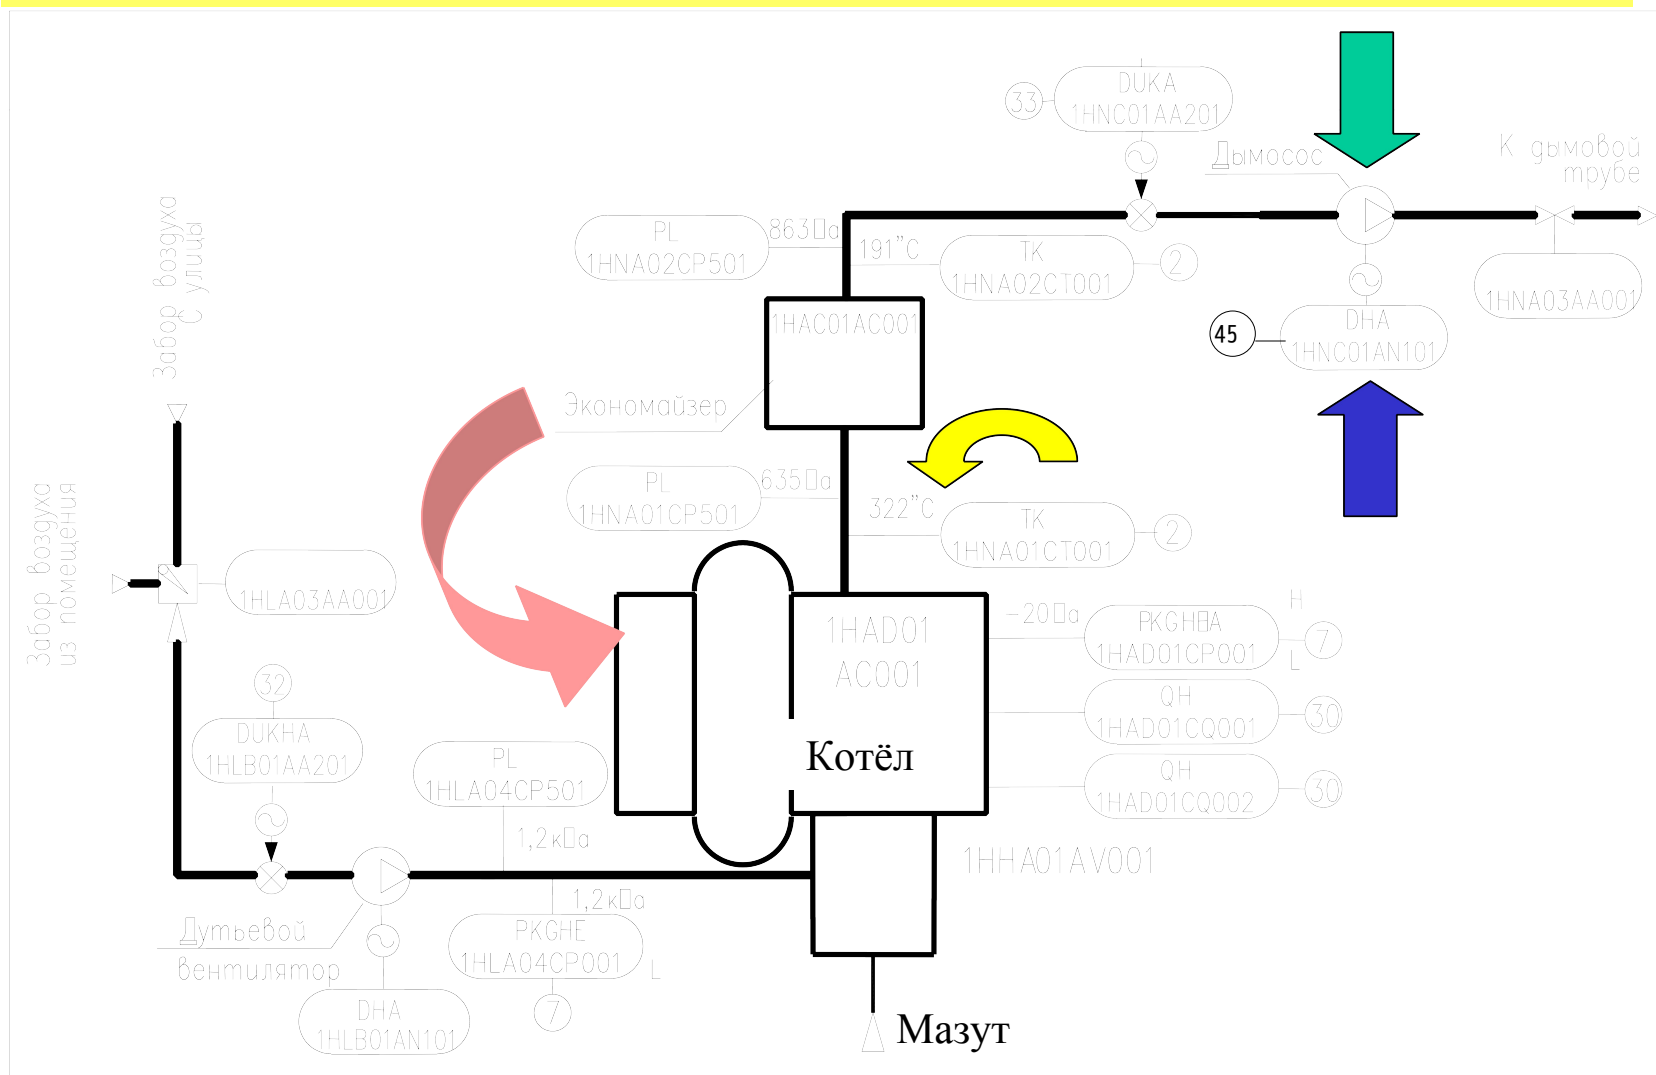 DUKA
1HNC01AA201
33
Дымосос
К дымовой
трубе
Забор воздуха
С улицы
PL
1HNA02CP501
863□а
191"C
TK
1HNA02CT001
2
1HNA03AA001
45
DHA
1HNC01AN101
1HAC01AC001
Экономайзер
PL
1HNA01CP501
635□а
322"C
TK
1HNA01CT001
2
Забор воздуха
из помещения
1HLA03AA001
1HAD01
AC001
-20□а
PKGH□A
1HAD01CP001
H
7
L
32
DUKHA
1HLB01AA201
PL
1HLA04CP501
QH
1HAD01CQ001
30
Котёл
QH
1HAD01CQ002
30
1,2к□а
1HHA01AV001
1,2к□а
Дутьевой
вентилятор
PKGHE
1HLA04CP001
L
7
DHA
1HLB01AN101
Мазут